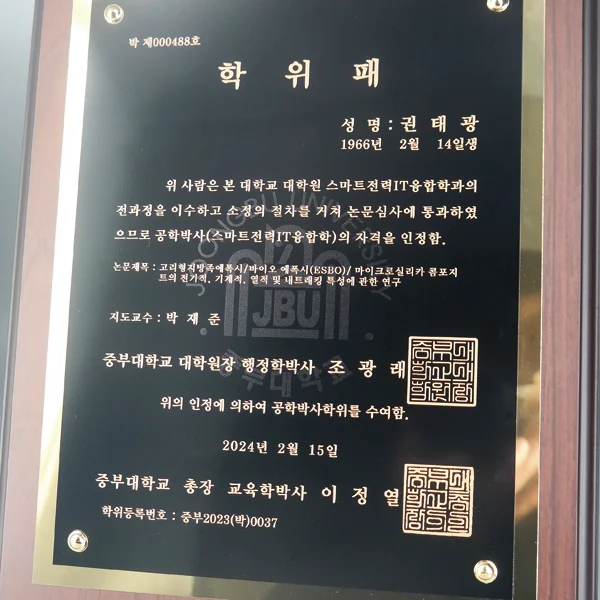 박 제000488호
학 위 패
성 명 : 권 태 광
1966년 2월 14일생
위 사람은 본 대학교 대학원 스마트전력IT융합학과의
전과정을 이수하고 소정의 절차를 거쳐 논문심사에 통과하였
으므로 공학박사(스마트전력IT융합학)의 자격을 인정함.
논문제목 : 고리형지방족에폭시/바이오 에폭시(ESBO)/ 마이크로실리카 콤포지
트의 전기적, 기계적, 열적 및 내트래킹 특성에 관한 연구
지도교수 : 박 재 준
중부대학교 대학원장 행정학박사 조 광 래
위의 인정에 의하여 공학박사학위를 수여함.
2024년 2월 15일
중부대학교 총장 교육학박사 이 정 열
학위등록번호 : 중부2023(박)0037
JOONGBU UNIVERSITY
JBU
중부대학교